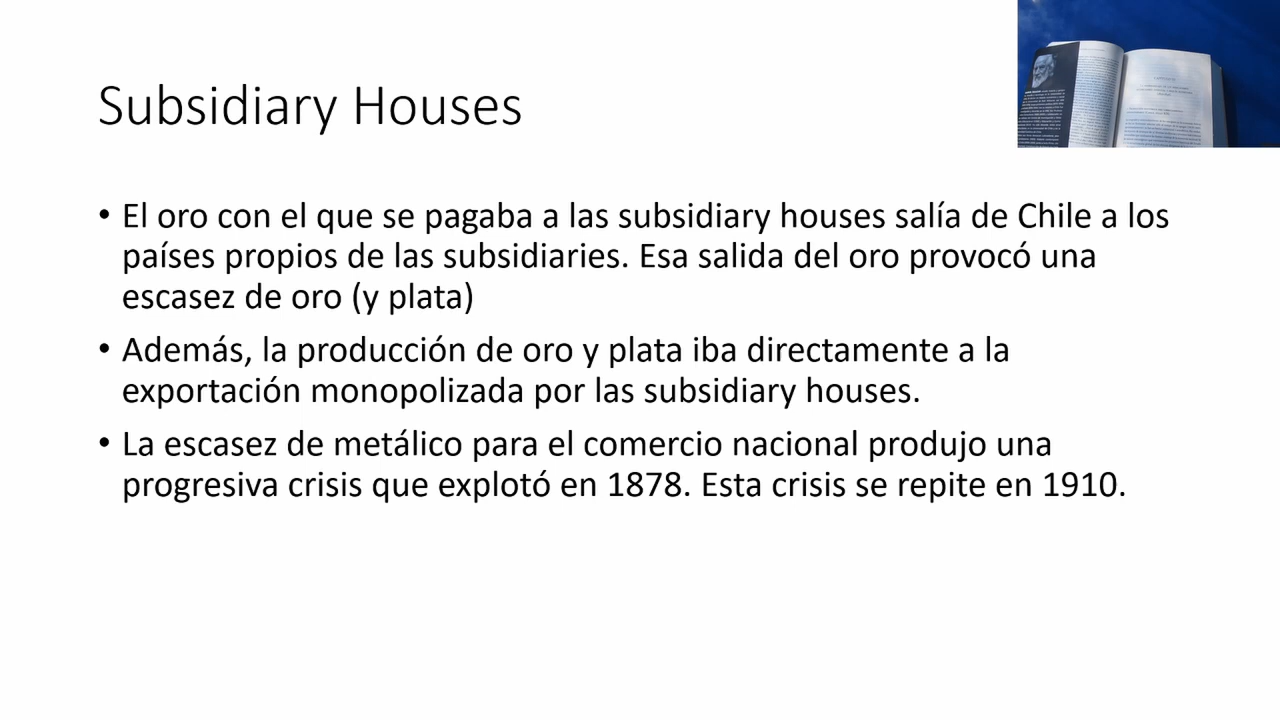 Subsidiary Houses
• El oro con el que se pagaba a las subsidiary houses salía de Chile a los
países propios de las subsidiaries. Esa salida del oro provocó una
escasez de oro (y plata)
• Además, la producción de oro y plata iba directamente a la
exportación monopolizada por las subsidiary houses.
• La escasez de metálico para el comercio nacional produjo una
progresiva crisis que explotó en 1878. Esta crisis se repite en 1910.